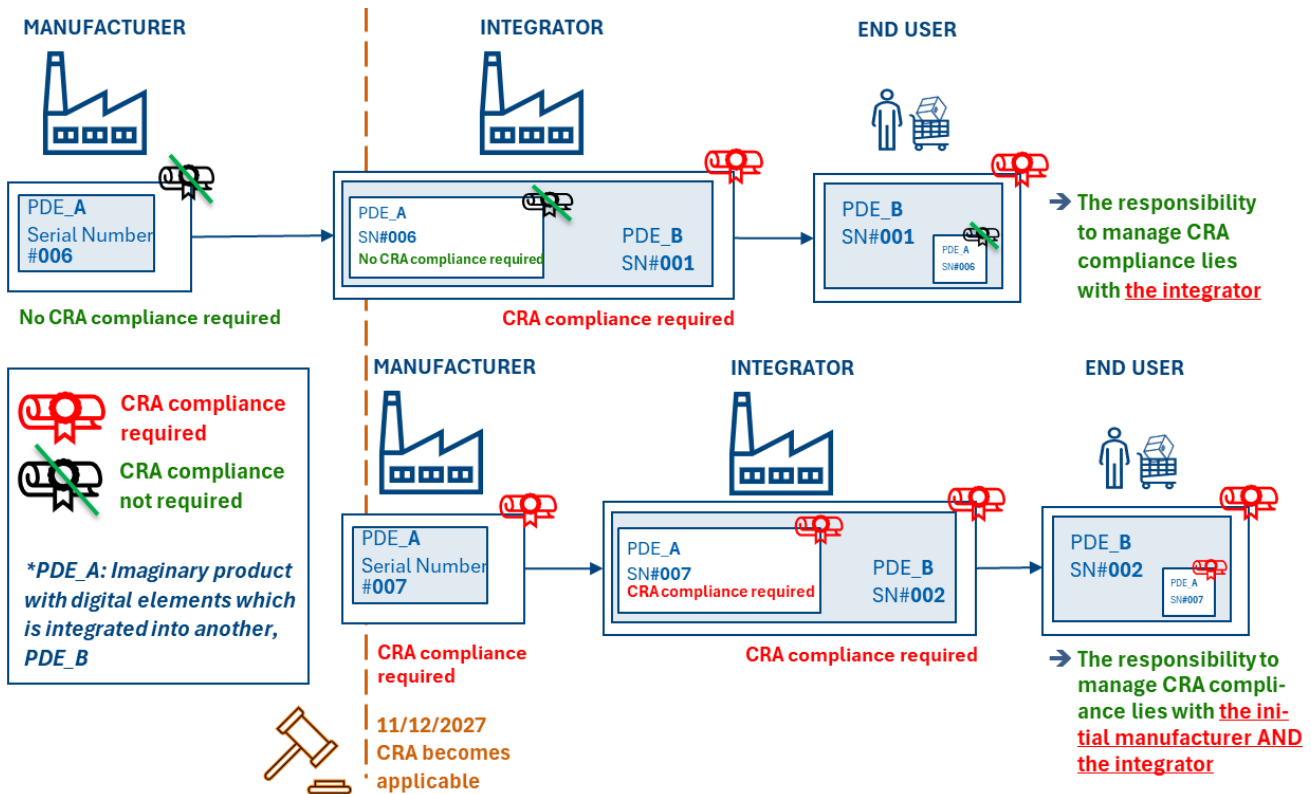 MANUFACTURER
INTEGRATOR
END USER
PDE_A
Serial Number
#006
No CRA compliance required
PDE_A
SN#006
No CRA compliance required
PDE_B
SN#001
CRA compliance required
PDE_B
SN#001
PDE_A
SN#006
→ The responsibility
to manage CRA
compliance lies
with the integrator
MANUFACTURER
INTEGRATOR
END USER
CRA compliance
required
CRA compliance
not required
*PDE_A: Imaginary product
with digital elements which
is integrated into another,
PDE_B
PDE_A
Serial Number
#007
CRA compliance
required
PDE_A
SN#007
CRA compliance required
PDE_B
SN#002
CRA compliance required
PDE_B
SN#002
PDE_A
SN#007
→ The responsibility to
manage CRA compli-
ance lies with the ini-
tial manufacturer AND
the integrator
11/12/2027
CRA becomes
applicable